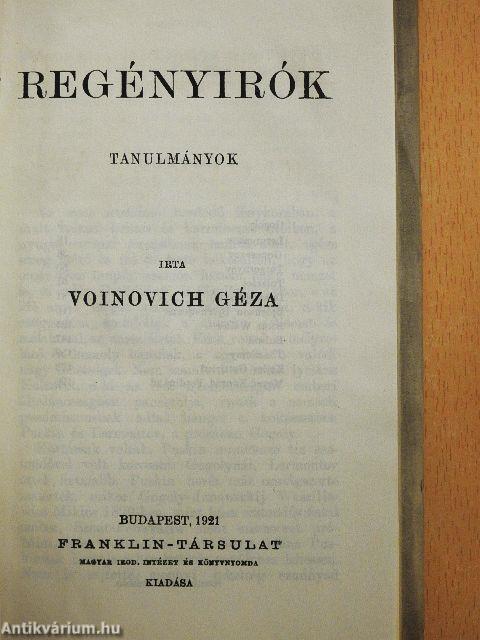 REGÉNYIRÓK
TANULMÁNYOK
IRTA
VOINOVICH GÉZA
BUDAPEST, 1921
FRANKLIN-TÁRSULAT
MAGYAR IROD. INTÉZET ÉS KÖNYVNYOMDA
KIADÁSA
Antikvárium.hu